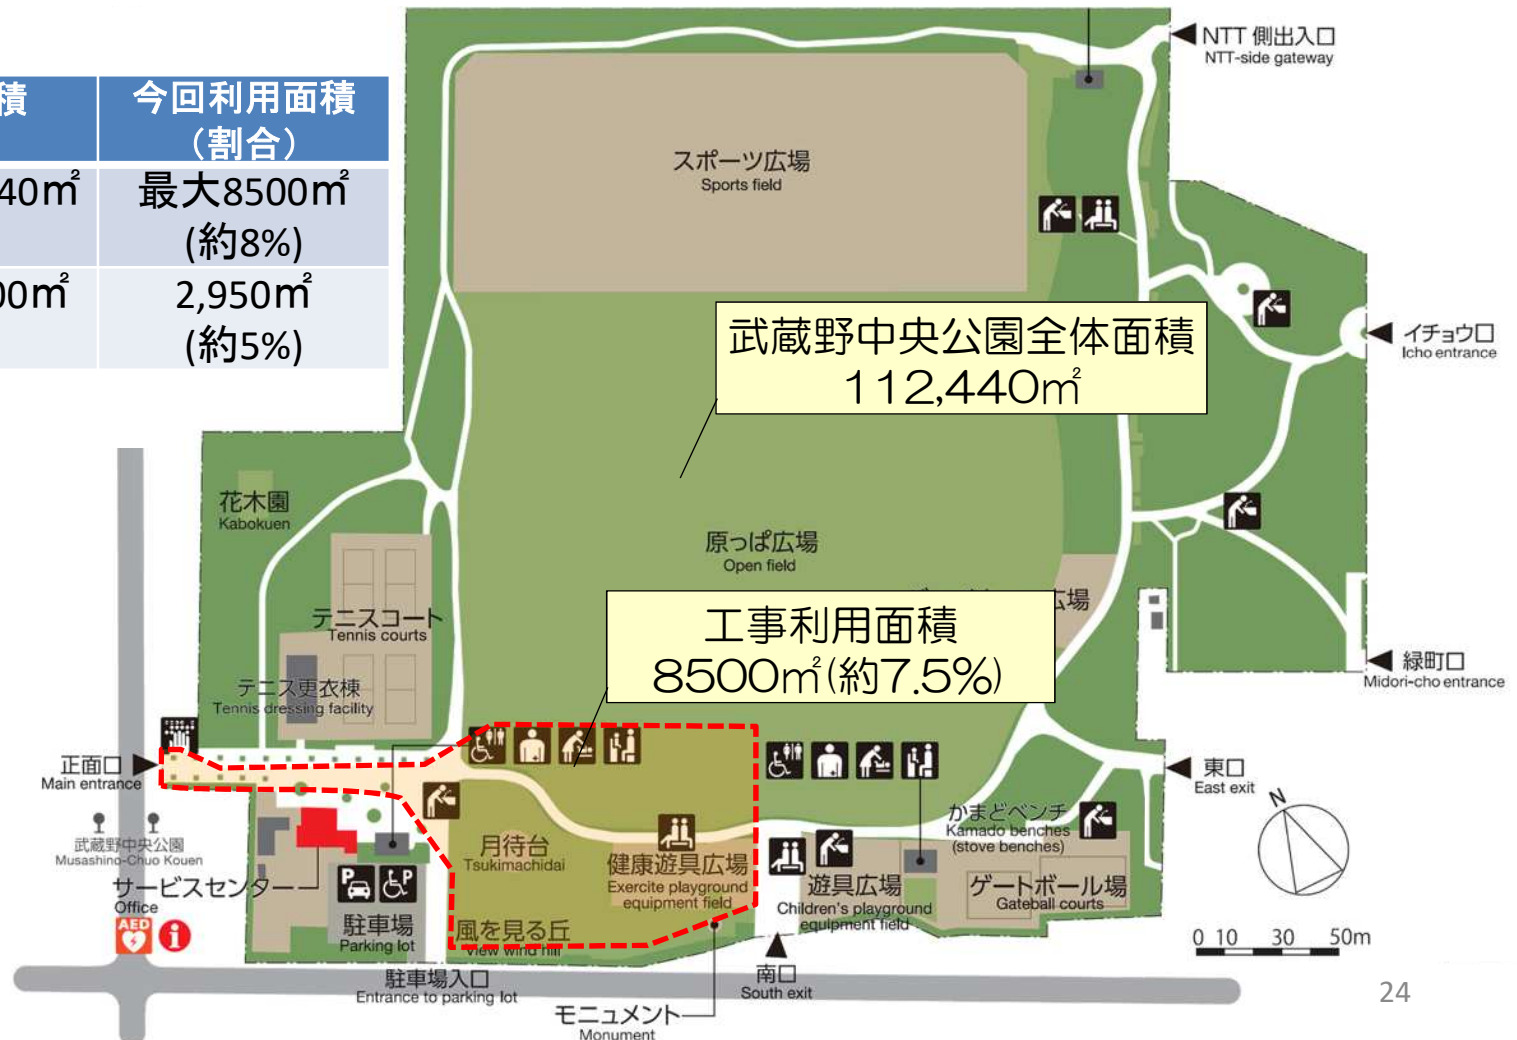 積
今回利用面積
(割合)
40㎡
最大8500㎡
(約8%)
00㎡
2,950㎡
(約5%)
NTT 側出入口
NTT-side gateway
スポーツ広場
Sports field
武蔵野中央公園全体面積
112,440㎡
イチョウ口
Icho entrance
花木園
Kabokuen
原っぱ広場
Open field
広場
工事利用面積
8500㎡(約7.5%)
テニスコート
Tennis courts
テニス更衣棟
Tennis dressing facility
緑町口
Midori-cho entrance
正面口
Main entrance
東口
East exit
N
武蔵野中央公園
Musashino-Chuo Kouen
サービスセンター
Office
AED
i
P
P
駐車場
Parking lot
月待台
Tsukimachidai
健康遊具広場
Exercite playground
equipment field
風を見る丘
View wind hill
かまどベンチ
Kamado benches
(stove benches)
遊具広場
Children's playground
equipment field
ゲートボール場
Gateball courts
0 10 30 50m
駐車場入口
Entrance to parking lot
南口
South exit
モニュメント
Monument
24